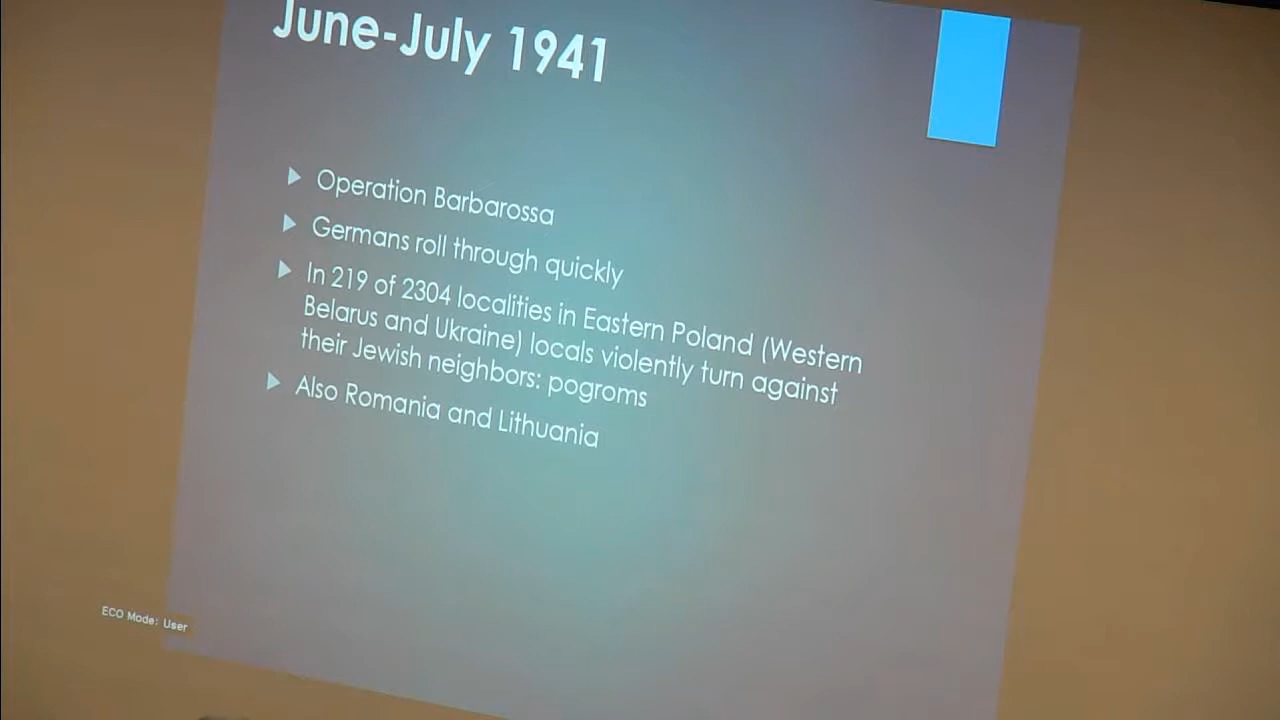 June-July 1941
Operation Barbarossa
Germans roll through quickly
In 219 of 2304 localities in Eastern Poland (Western
Belarus and Ukraine) locals violently turn against
their Jewish neighbors: pogroms
Also Romania and Lithuania
ECO Mode: User